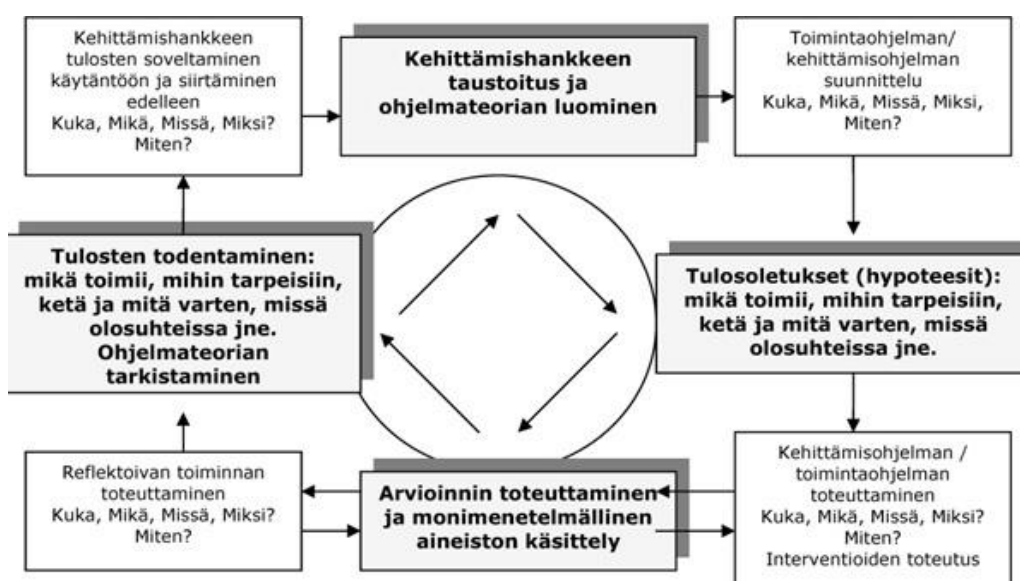 Kehittämishankkeen
tulosten soveltaminen
käytäntöön ja siirtäminen
edelleen
Kuka, Mikä, Missä, Miksi?
Miten?
Kehittämishankkeen
taustoitus ja
ohjelmateorian luominen
Toimintaohjelman/
kehittämisohjelman
suunnittelu
Kuka, Mikä, Missä, Miksi,
Miten?
Tulosten todentaminen:
mikä toimii, mihin tarpeisiin,
ketä ja mitä varten, missä
olosuhteissa jne.
Ohjelmateorian
tarkistaminen
Tulosoletukset (hypoteesit):
mikä toimii, mihin tarpeisiin,
ketä ja mitä varten, missä
olosuhteissa jne.
Reflektoivan toiminnan
toteuttaminen
Kuka, Mikä, Missä, Miksi?
Miten?
Arvioinnin toteuttaminen
ja monimenetelmällinen
aineiston käsittely
Kehittämisohjelman /
toimintaohjelman
toteuttaminen
Kuka, Mikä, Missä, Miksi?
Miten?
Interventioiden toteutus